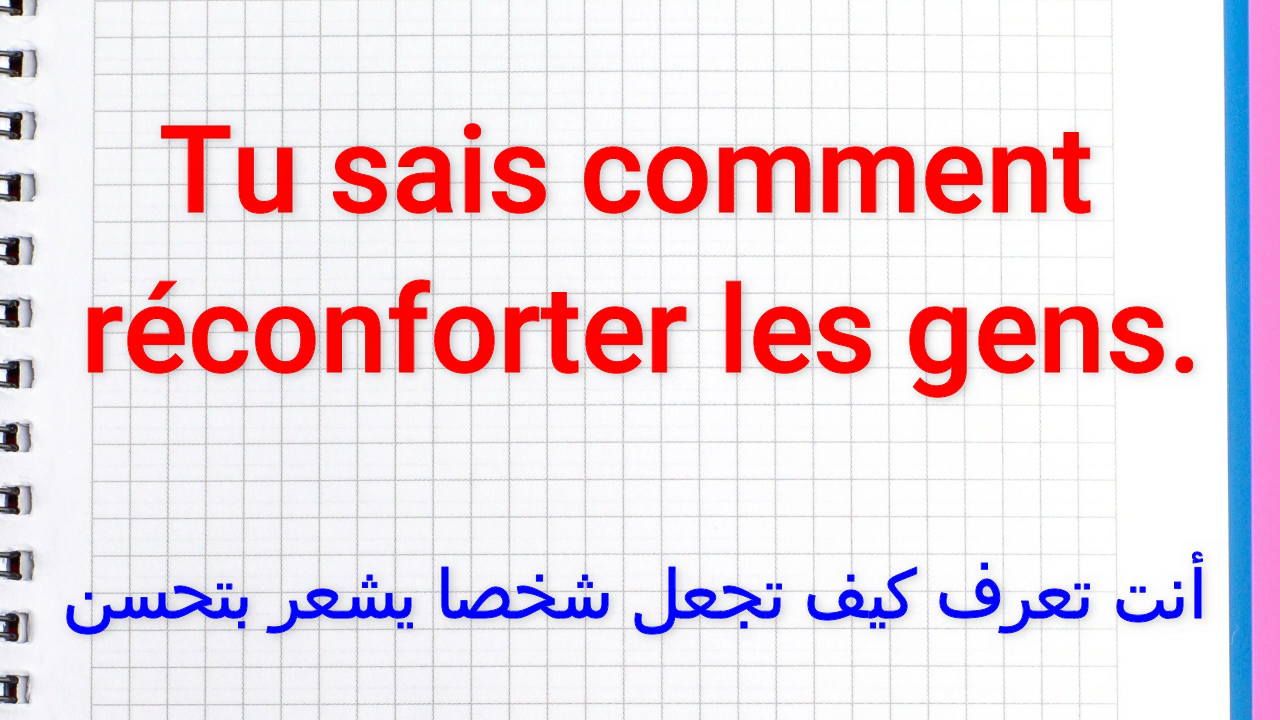 Tu sais comment
réconforter les gens.
أنت تعرف كيف تجعل شخصا يشعر بتحسن